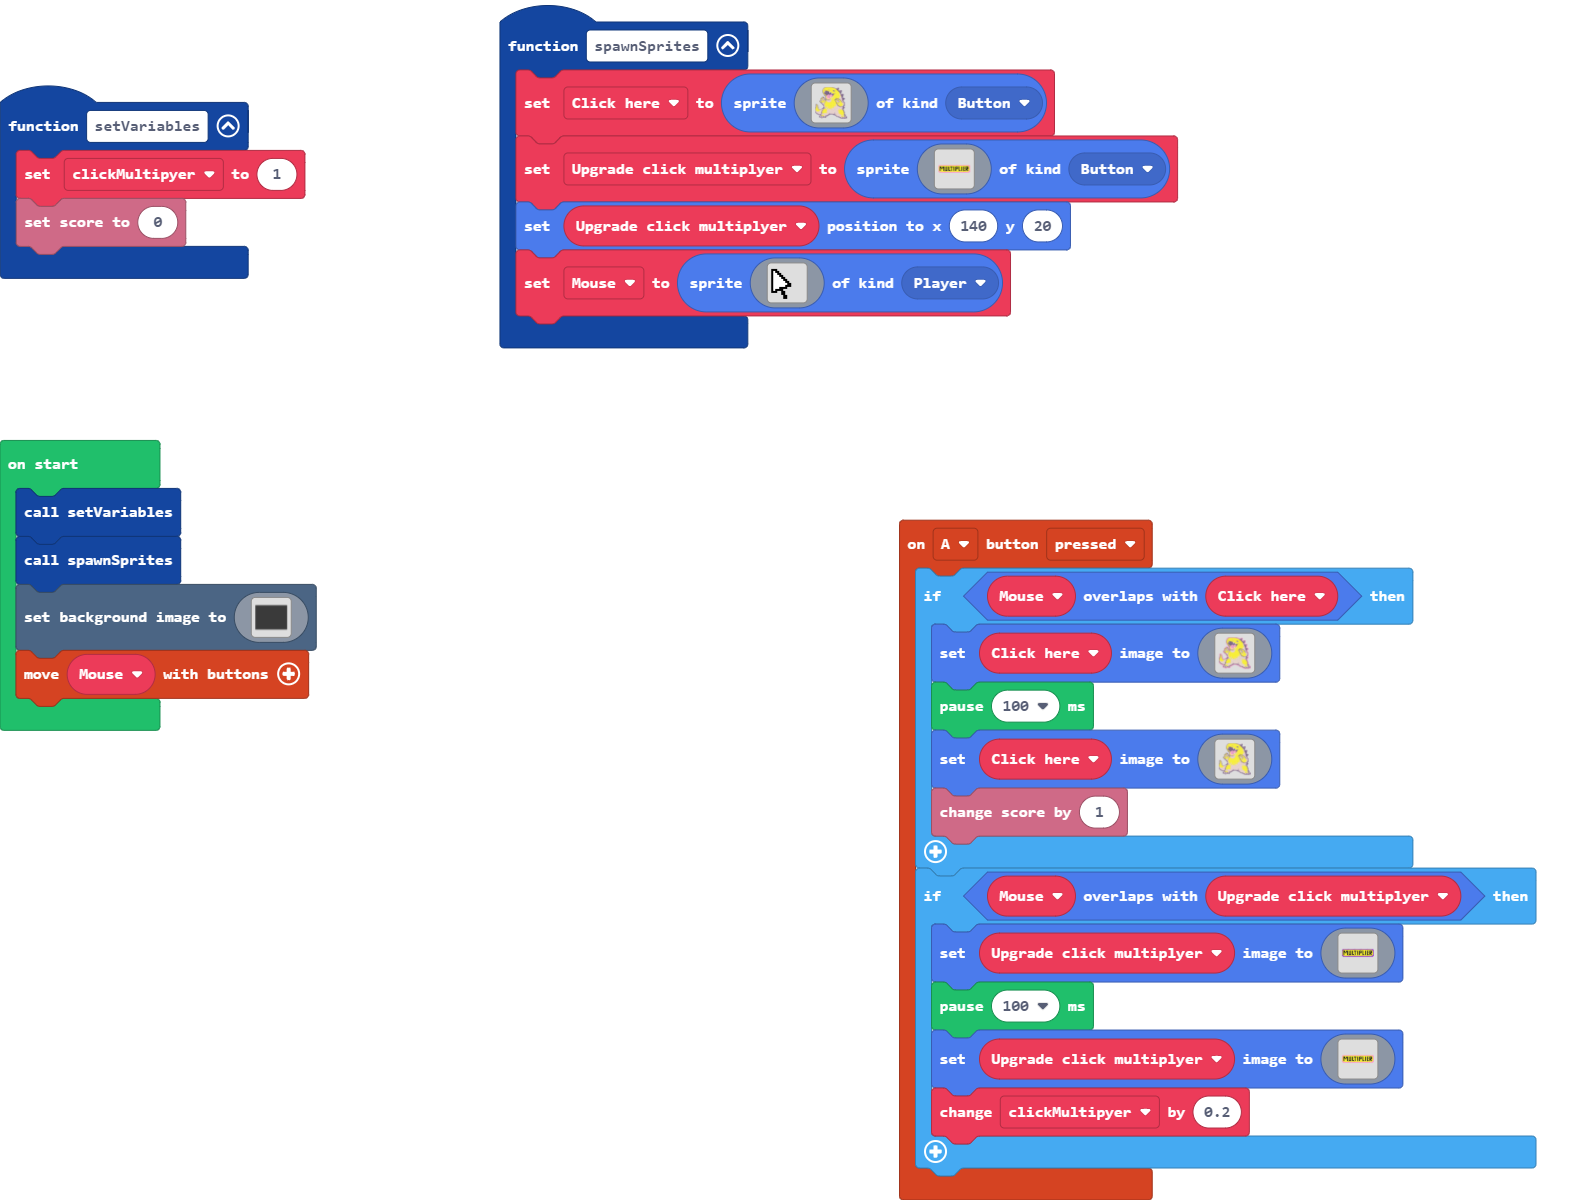 function setVariables
set clickMultipyer to 1
set score to 0
function spawnSprites
set Click here to sprite of kind Button
set Upgrade click multiplyer to sprite MULTIPLIER of kind Button
set Upgrade click multiplyer position to x 140 y 20
set Mouse to sprite of kind Player
on start
call setVariables
call spawnSprites
set background image to
move Mouse with buttons
on A button pressed
if Mouse overlaps with Click here then
set Click here image to
pause 100 ms
set Click here image to
change score by 1
if Mouse overlaps with Upgrade click multiplyer then
set Upgrade click multiplyer image to MULTIPLIER
pause 100 ms
set Upgrade click multiplyer image to MULTIPLIER
change clickMultipyer by 0.2